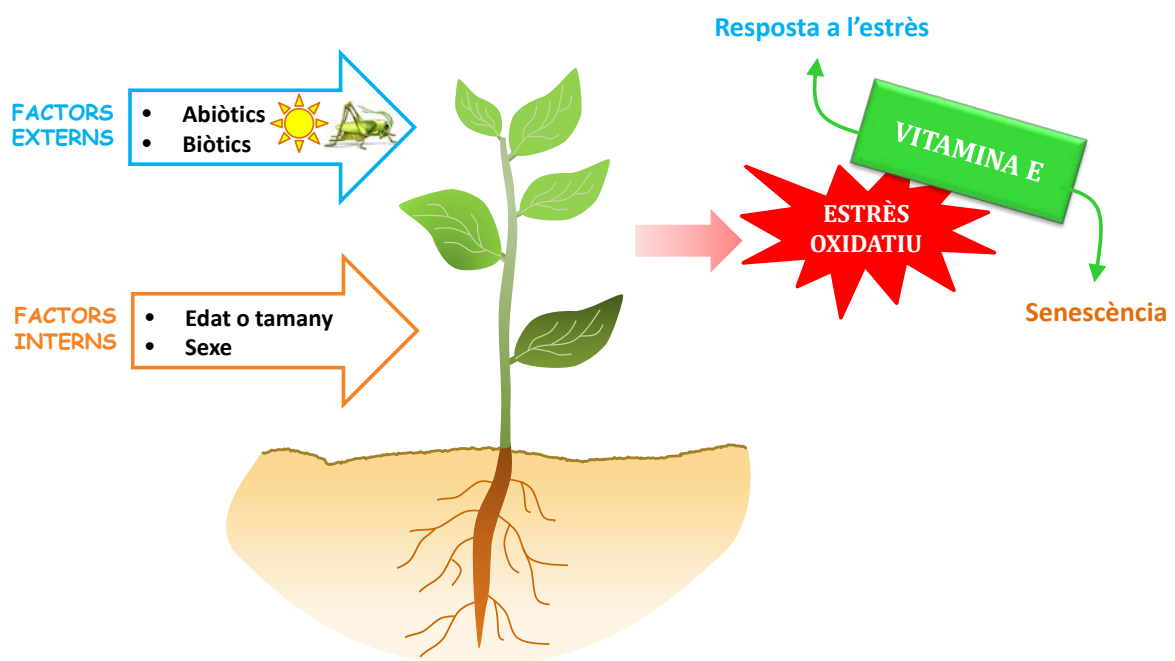 Resposta a l’estrès
FACTORS
EXTERNS
• Abiòtics
• Biòtics
VITAMINA E
ESTRÈS
OXIDATIU
FACTORS
INTERNS
• Edat o tamany
• Sexe
Senescència